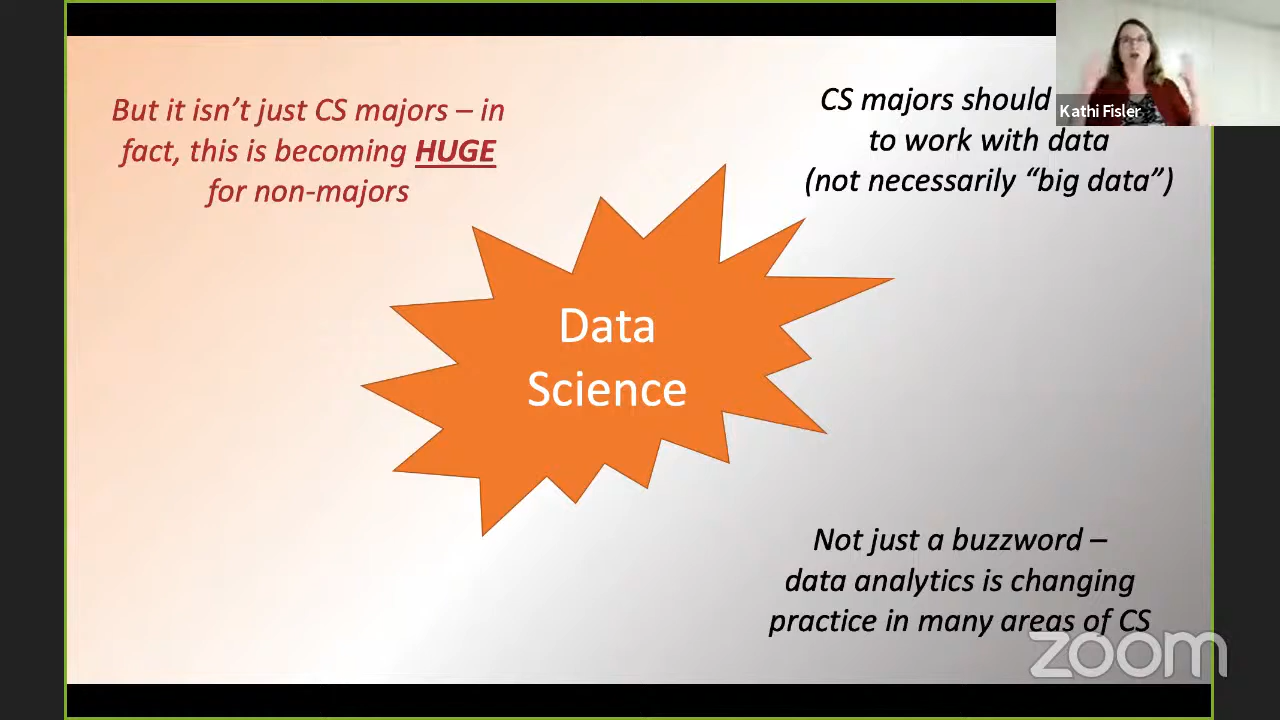 But it isn’t just CS majors – in
fact, this is becoming HUGE
for non-majors
CS majors should
to work with data
(not necessarily “big data”)
Kathi Fisler
Data
Science
Not just a buzzword –
data analytics is changing
practice in many areas of CS
zoom